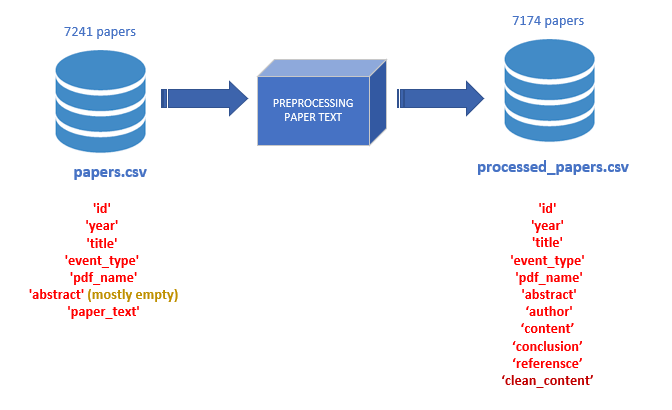 7241 papers
PREPROCESSING
PAPER TEXT
7174 papers
papers.csv
processed_papers.csv
'id'
'year'
'title'
'event_type'
'pdf_name'
'abstract' (mostly empty)
'paper_text'
'id'
'year'
'title'
'event_type'
'pdf_name'
'abstract'
‘author'
‘content’
‘conclusion’
‘referensce’
‘clean_content’